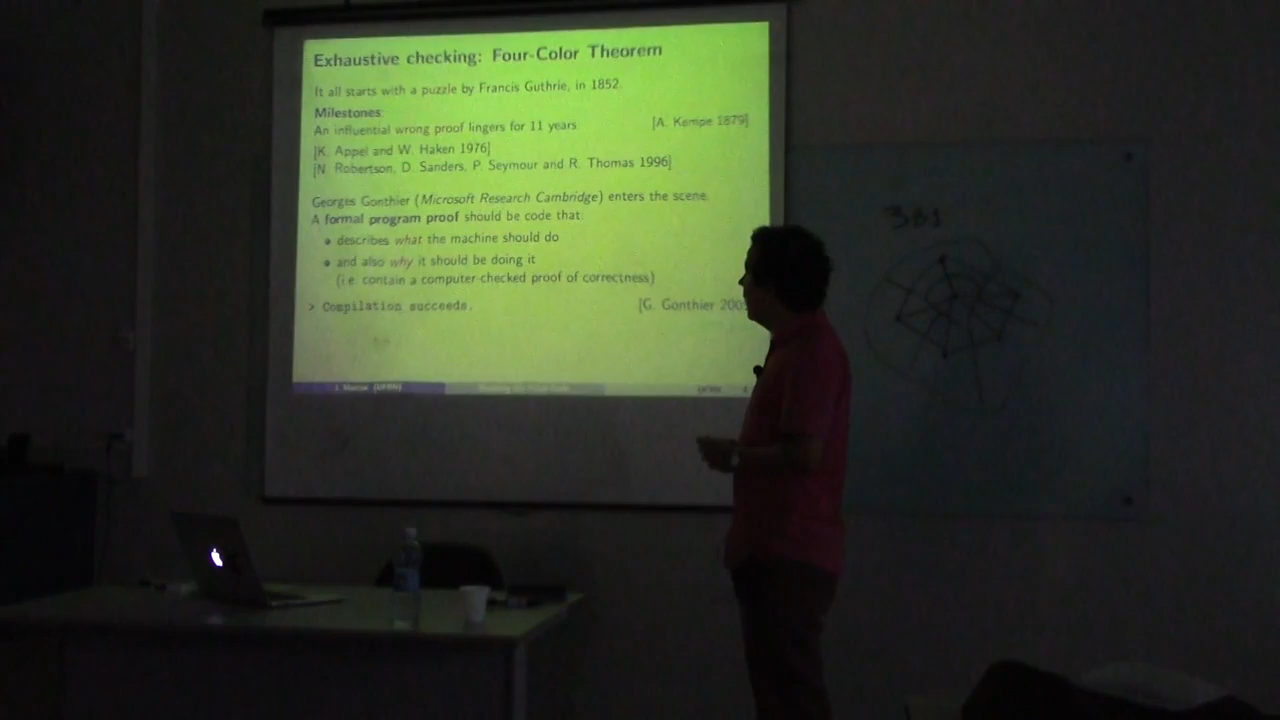 Exhaustive checking: Four-Color Theorem
It all starts with a puzzle by Francis Guthrie, in 1852.
Milestones:
An influential wrong proof lingers for 11 years. [A. Kempe 1879]
[K. Appel and W. Haken 1976]
[N. Robertson, D. Sanders, P. Seymour and R. Thomas 1996]
Georges Gonthier (Microsoft Research Cambridge) enters the scene.
A formal program proof should be code that:
describes what the machine should do
and also why it should be doing it
(i.e. contain a computer-checked proof of correctness)
> Compilation succeeds. [G. Gonthier 200
(UFRN)